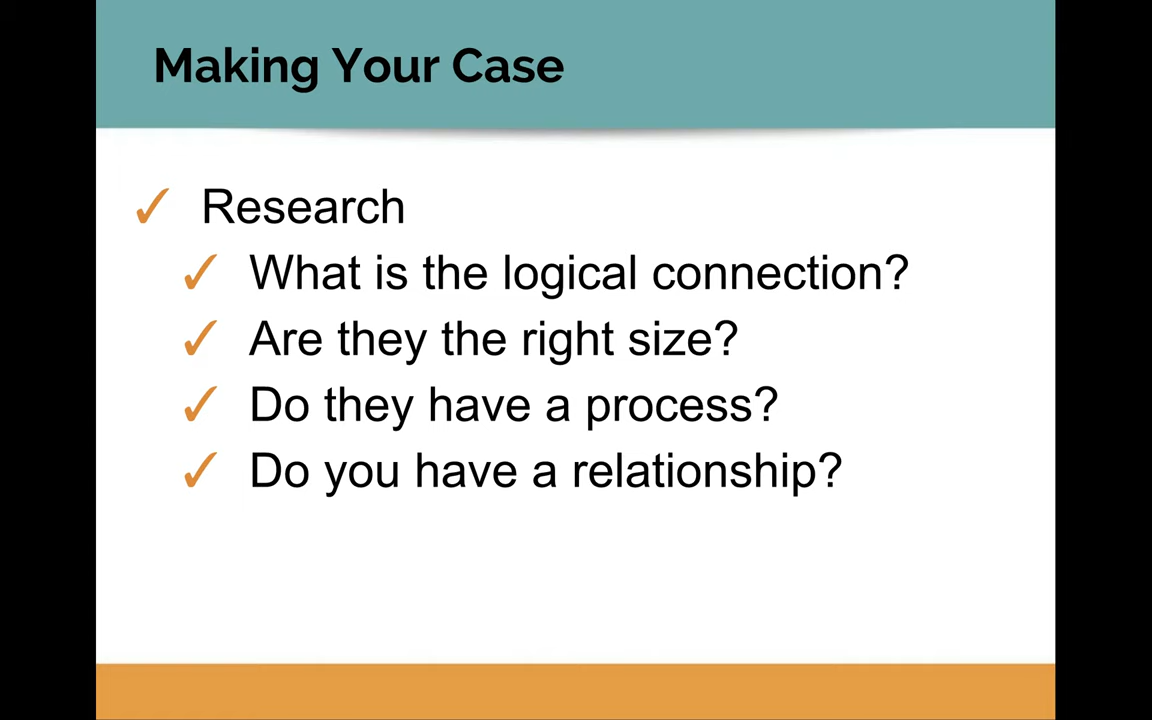 Making Your Case
✓ Research
✓ What is the logical connection?
✓ Are they the right size?
✓ Do they have a process?
✓ Do you have a relationship?